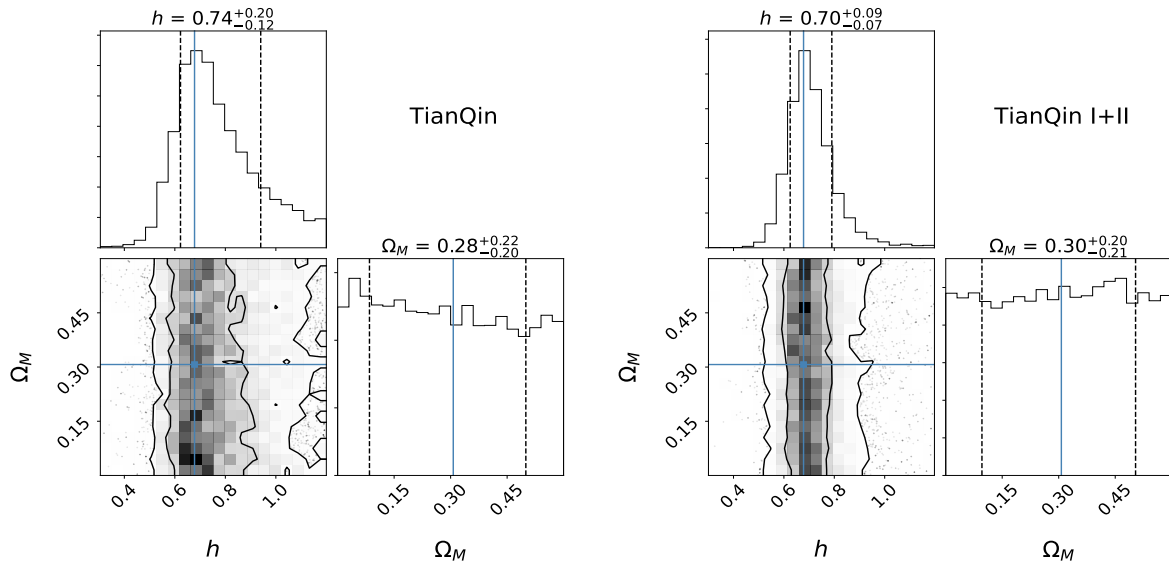 h = 0.74^{+0.20}_{-0.12}
TianQin
Ω_M = 0.28^{+0.22}_{-0.20}
0.45
0.30
0.15
Ω_M
0.4 0.6 0.8 1.0
h
0.15 0.30 0.45
Ω_M
h = 0.70^{+0.09}_{-0.07}
TianQin I+II
Ω_M = 0.30^{+0.20}_{-0.21}
0.45
0.30
0.15
Ω_M
0.4 0.6 0.8 1.0
h
0.15 0.30 0.45
Ω_M